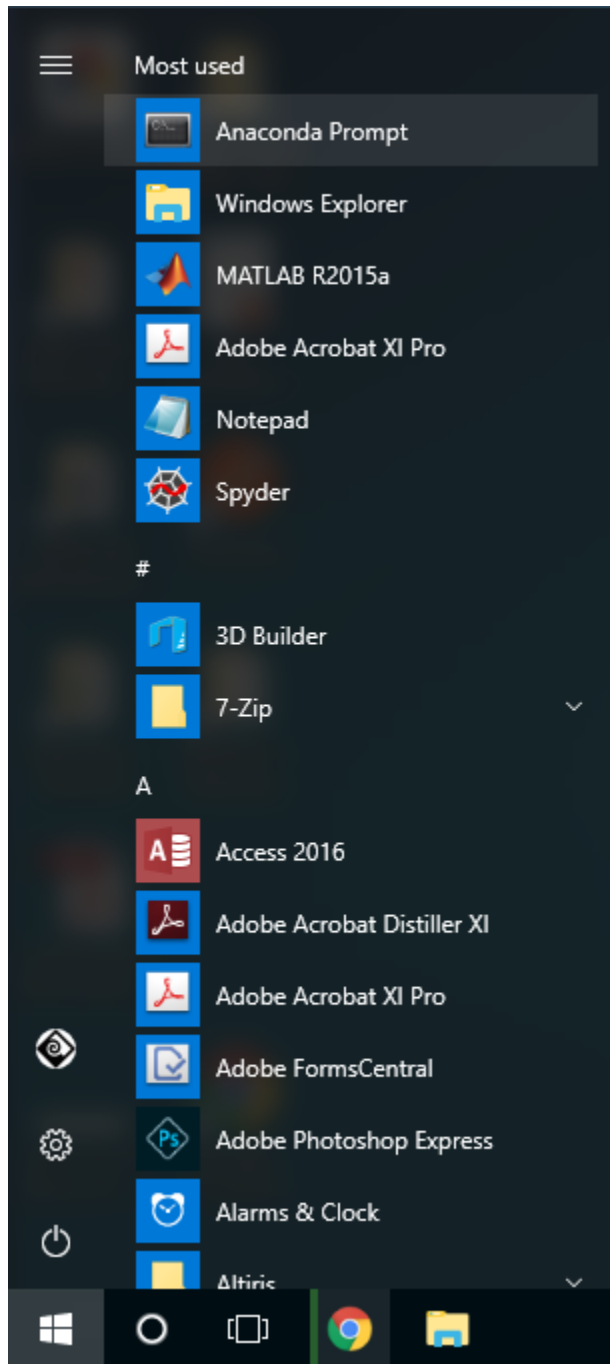 Most used
Anaconda Prompt
Windows Explorer
MATLAB R2015a
Adobe Acrobat XI Pro
Notepad
Spyder
#
3D Builder
7-Zip
A
Access 2016
Adobe Acrobat Distiller XI
Adobe Acrobat XI Pro
Adobe FormsCentral
Adobe Photoshop Express
Alarms & Clock
Altiris